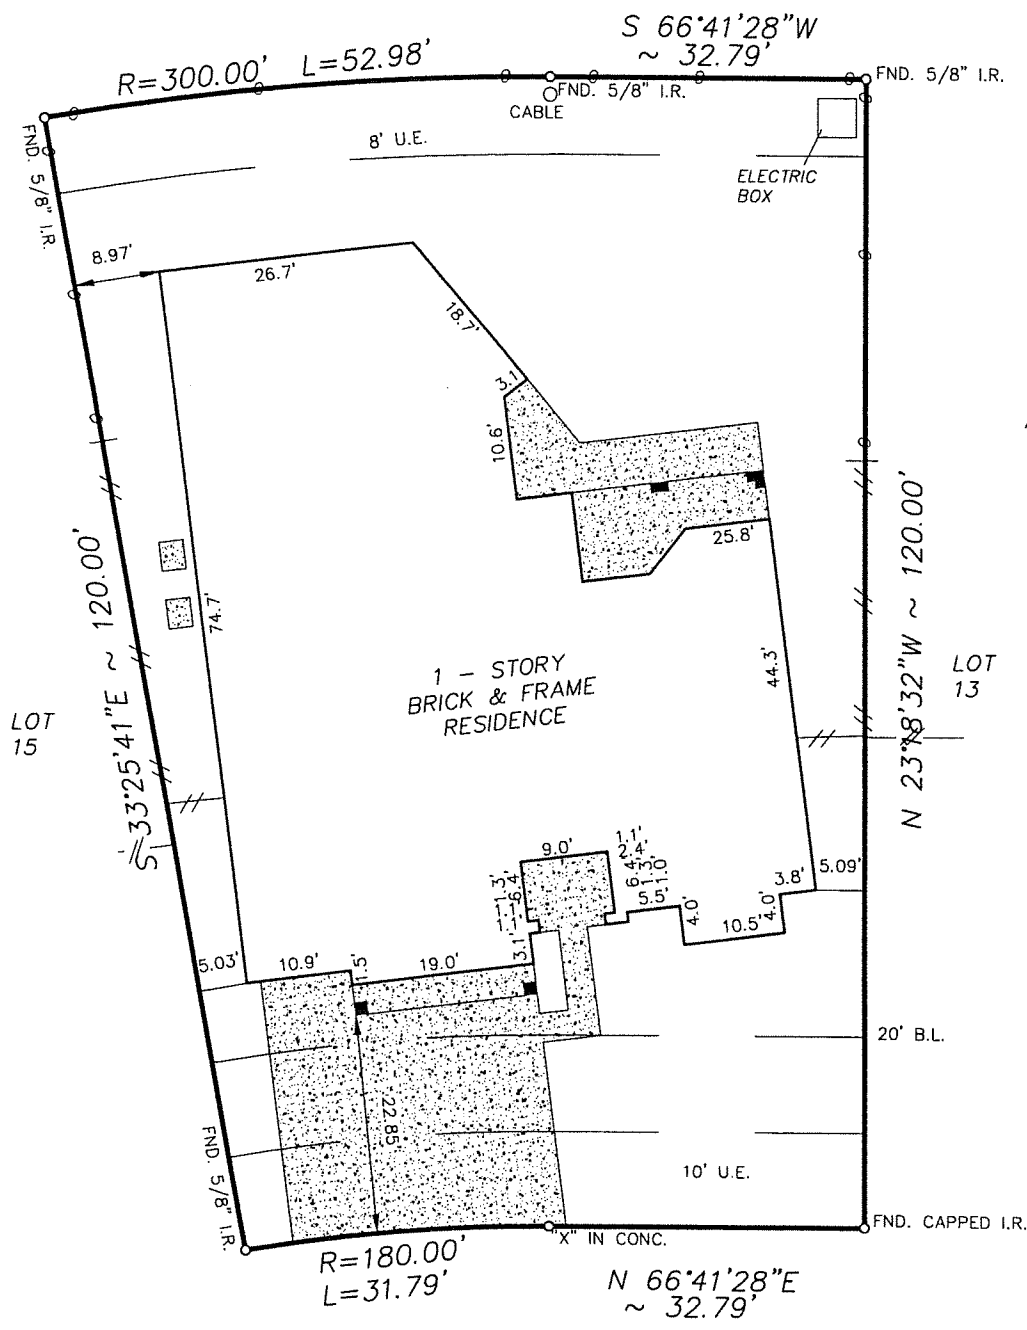 S 66°41'28"W
~ 32.79'
R=300.00'
L=52.98'
FND. 5/8" I.R.
FND. 5/8" I.R.
CABLE
8' U.E.
ELECTRIC
BOX
FND. 5/8" I.R.
8.97'
26.7'
18.7'
3.1
10.6'
25.8'
S 33°25'41"E ~ 120.00'
74.7'
44.3'
N 23°18'32"W ~ 120.00'
1 - STORY
BRICK & FRAME
RESIDENCE
LOT
15
LOT
13
9.0'
1.1'
2.4'
6.4'
1.3'
1.0'
5.5'
1.3'
6.4'
1.1'
3.1'
4.0'
10.5'
4.0'
3.8'
5.09'
5.03'
10.9'
1.5'
19.0'
22.85
20' B.L.
10' U.E.
FND. 5/8" I.R.
"X" IN CONC.
FND. CAPPED I.R.
R=180.00'
L=31.79'
N 66°41'28"E
~ 32.79'